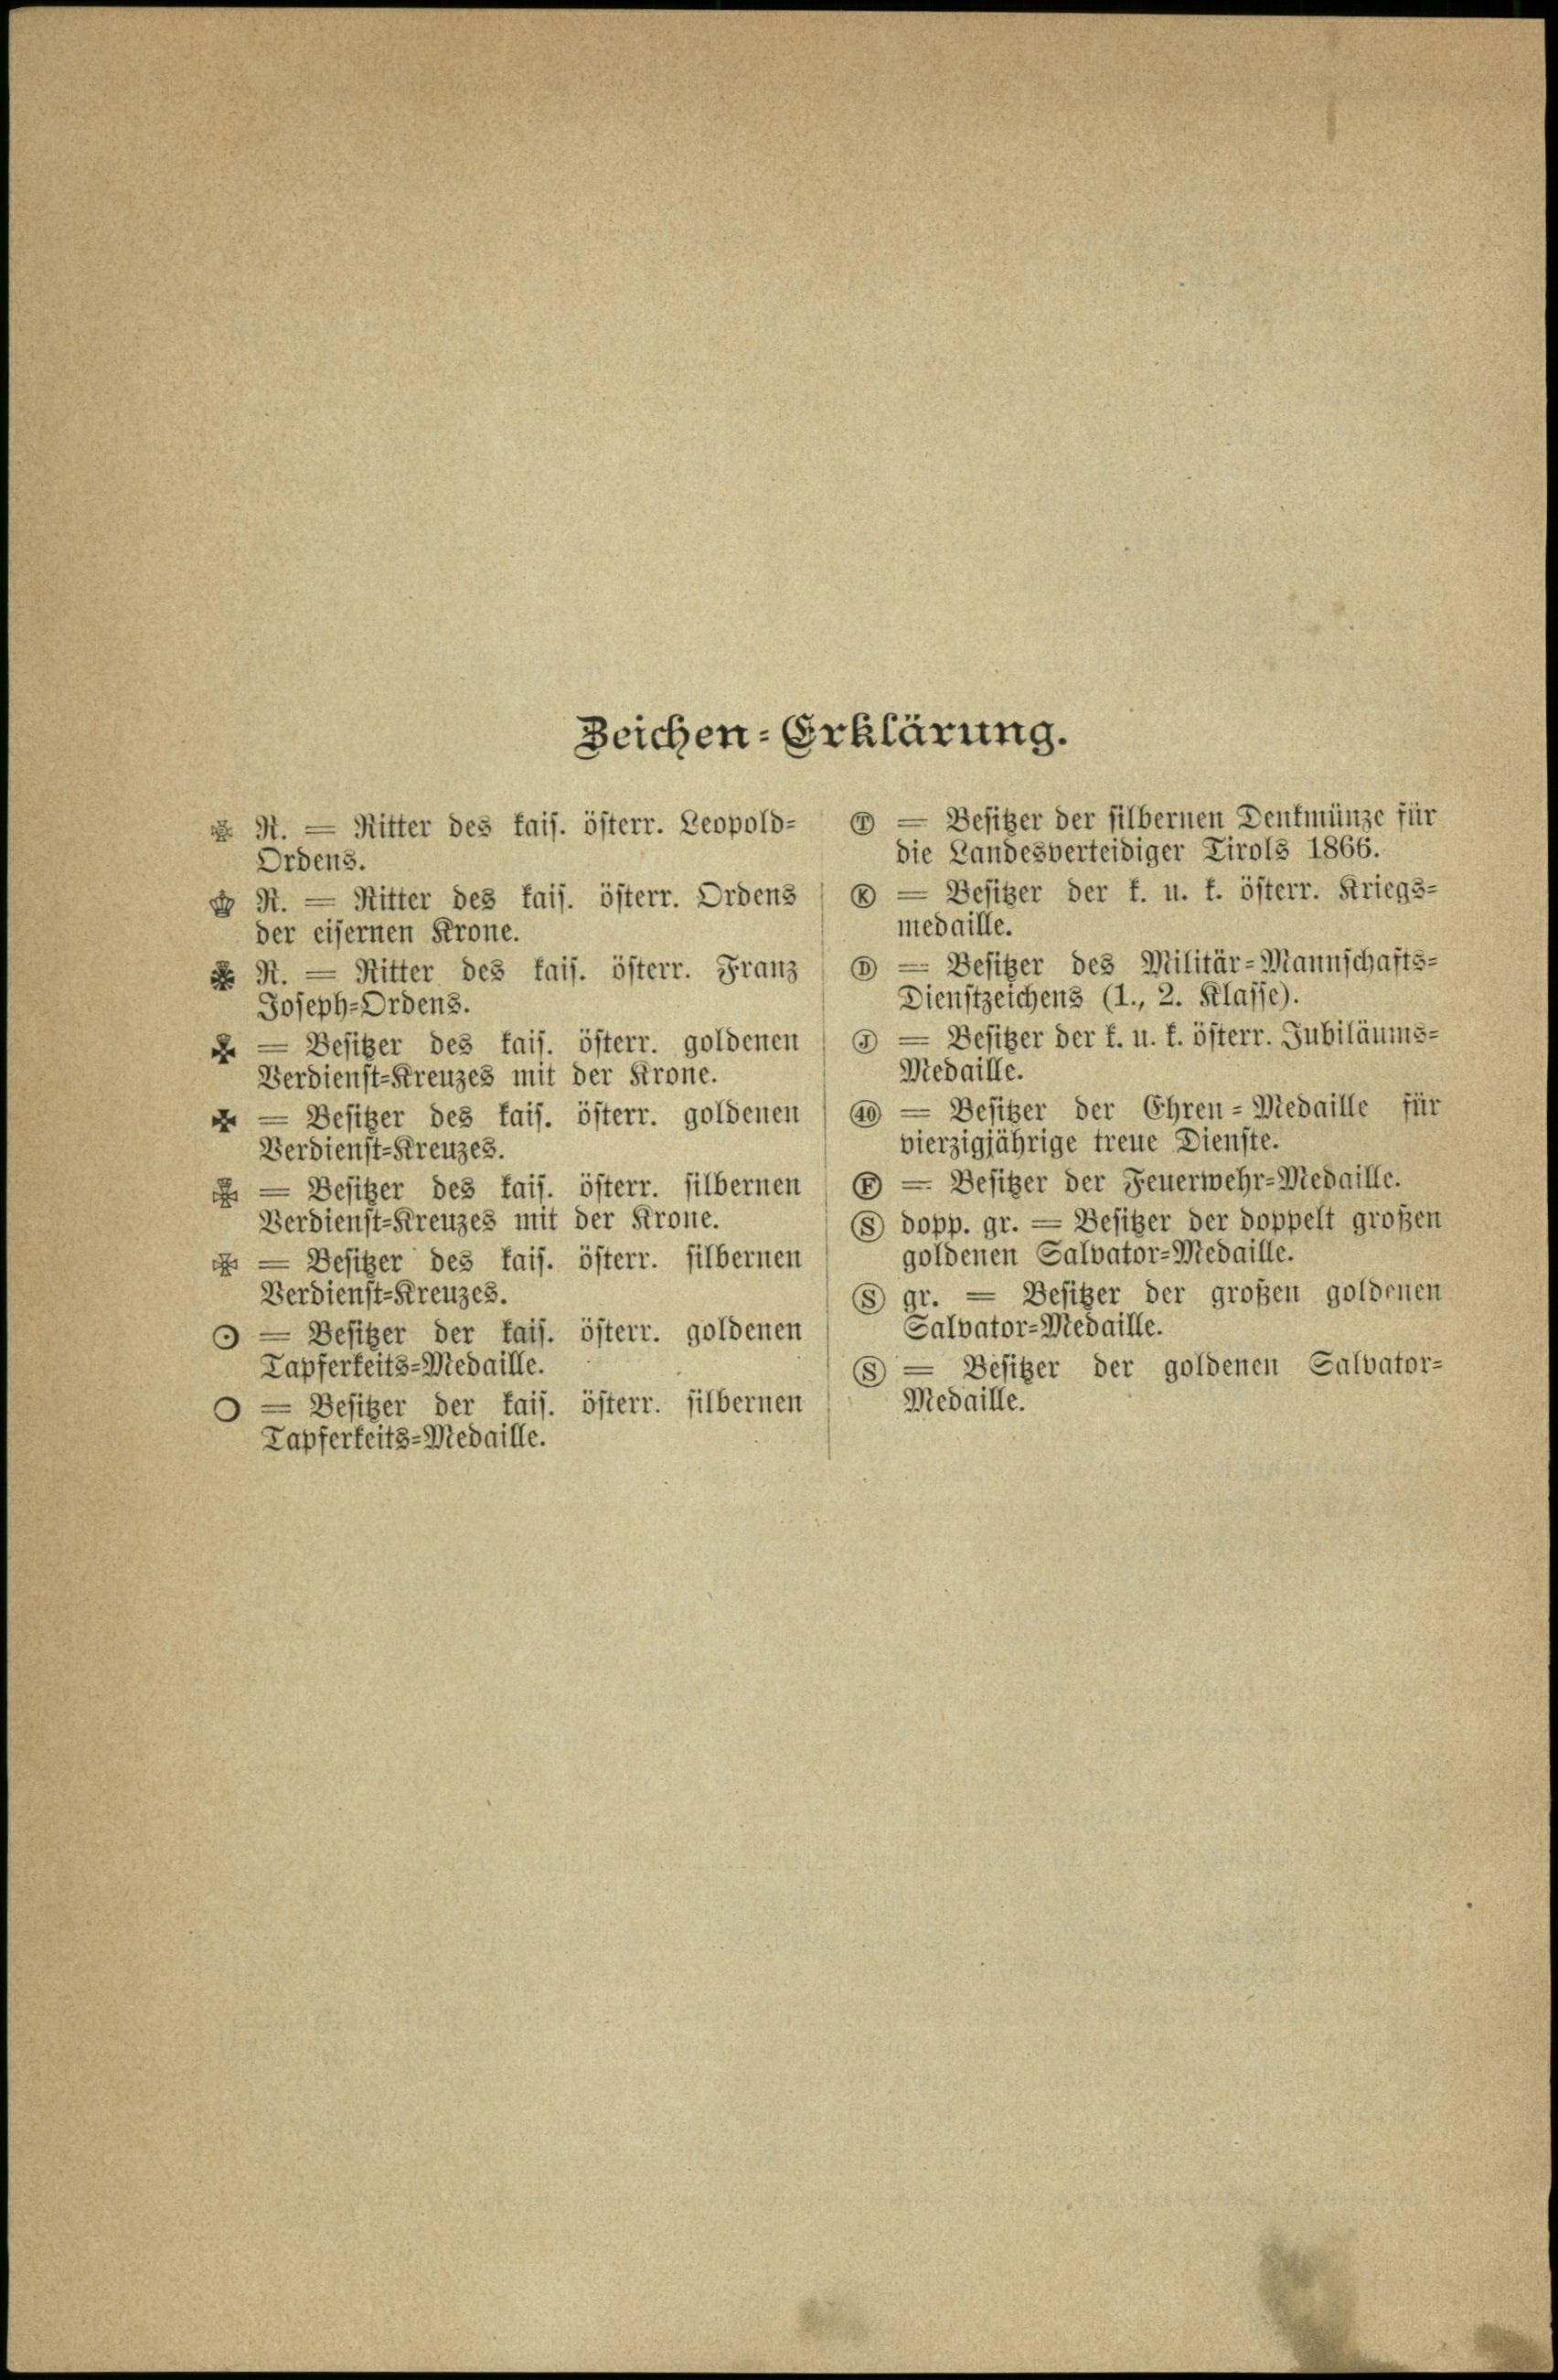 Zeichen-Erklärung.
R. = Ritter des kais. österr. Leopold-
Ordens.
R. = Ritter des kais. österr. Ordens
der eisernen Krone.
R. = Ritter des kais. österr. Franz
Joseph-Ordens.
= Besitzer des kais. österr. goldenen
Verdienst-Kreuzes mit der Krone.
✠ = Besitzer des kais. österr. goldenen
Verdienst-Kreuzes.
= Besitzer des kais. österr. silbernen
Verdienst-Kreuzes mit der Krone.
= Besitzer des kais. österr. silbernen
Verdienst-Kreuzes.
⊙ = Besitzer der kais. österr. goldenen
Tapferkeits-Medaille.
○ = Besitzer der kais. österr. silbernen
Tapferkeits-Medaille.
Ⓣ = Besitzer der silbernen Denkmünze für
die Landesverteidiger Tirols 1866.
Ⓚ = Besitzer der k. u. k. österr. Kriegs-
medaille.
Ⓓ = Besitzer des Militär-Mannschafts-
Dienstzeichens (1., 2. Klasse).
Ⓙ = Besitzer der k. u. k. österr. Jubiläums-
Medaille.
㊵ = Besitzer der Ehren-Medaille für
vierzigjährige treue Dienste.
Ⓕ = Besitzer der Feuerwehr-Medaille.
Ⓢ dopp. gr. = Besitzer der doppelt großen
goldenen Salvator-Medaille.
Ⓢ gr. = Besitzer der großen goldenen
Salvator-Medaille.
Ⓢ = Besitzer der goldenen Salvator-
Medaille.